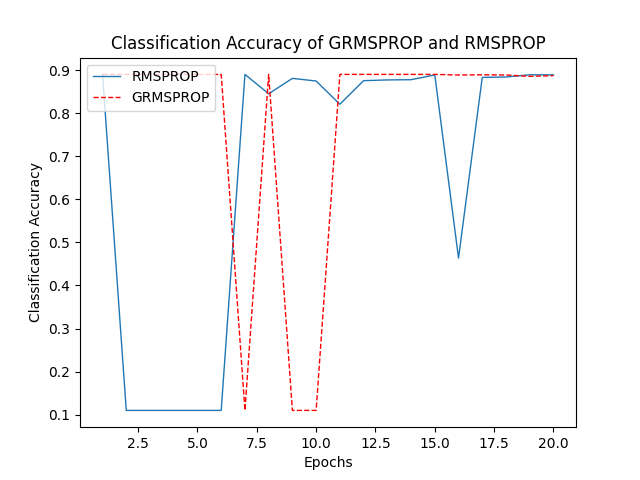 Classification Accuracy of GRMSPROP and RMSPROP
RMSPROP
GRMSPROP
Classification Accuracy
0.9
0.8
0.7
0.6
0.5
0.4
0.3
0.2
0.1
2.5 5.0 7.5 10.0 12.5 15.0 17.5 20.0
Epochs